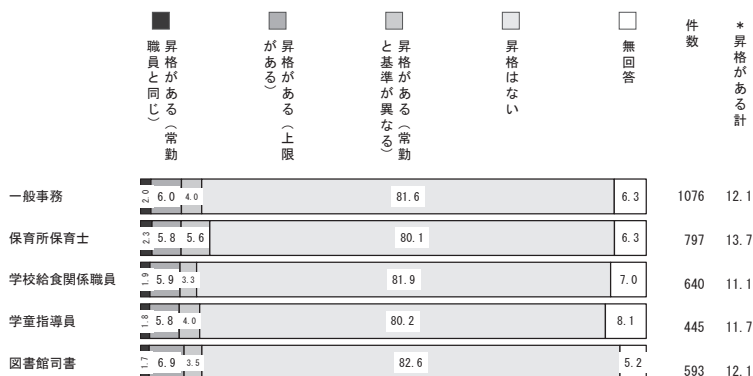 昇格がある（常勤
職員と同じ）
昇格がある（上限
がある）
昇格がある（常勤
と基準が異なる）
昇格はない
無回答
件数
＊昇格がある計
一般事務 2.0 6.0 4.0 81.6 6.3 1076 12.1
保育所保育士 2.3 5.8 5.6 80.1 6.3 797 13.7
学校給食関係職員 1.9 5.9 3.3 81.9 7.0 640 11.1
学童指導員 1.8 5.8 4.0 80.2 8.1 445 11.7
図書館司書 1.7 6.9 3.5 82.6 5.2 593 12.1